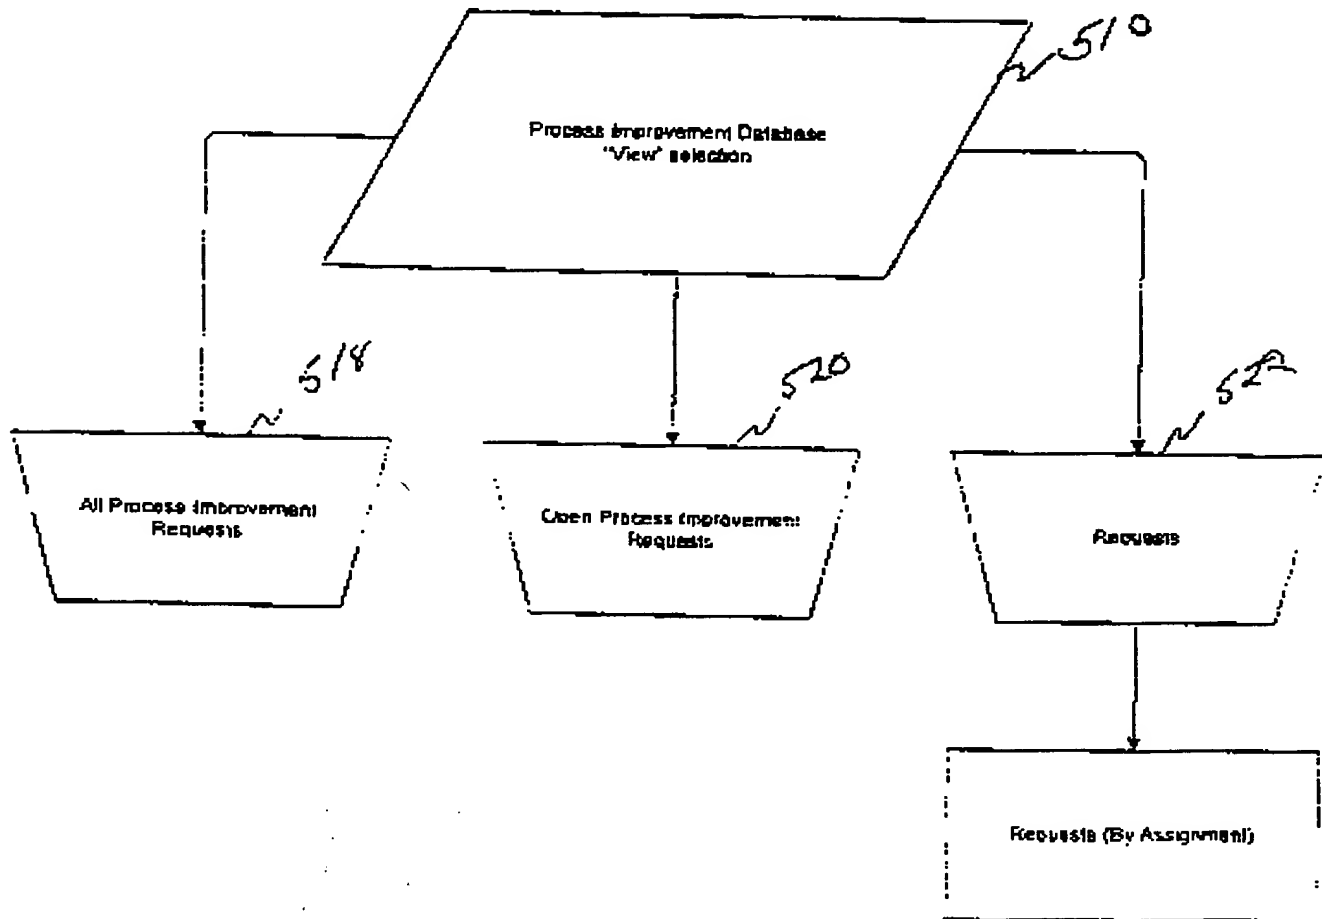 510
Process Improvement Database
"View" selection
518
520
522
All Process Improvement
Requests
Open Process Improvement
Requests
Requests
Requests (By Assignment)